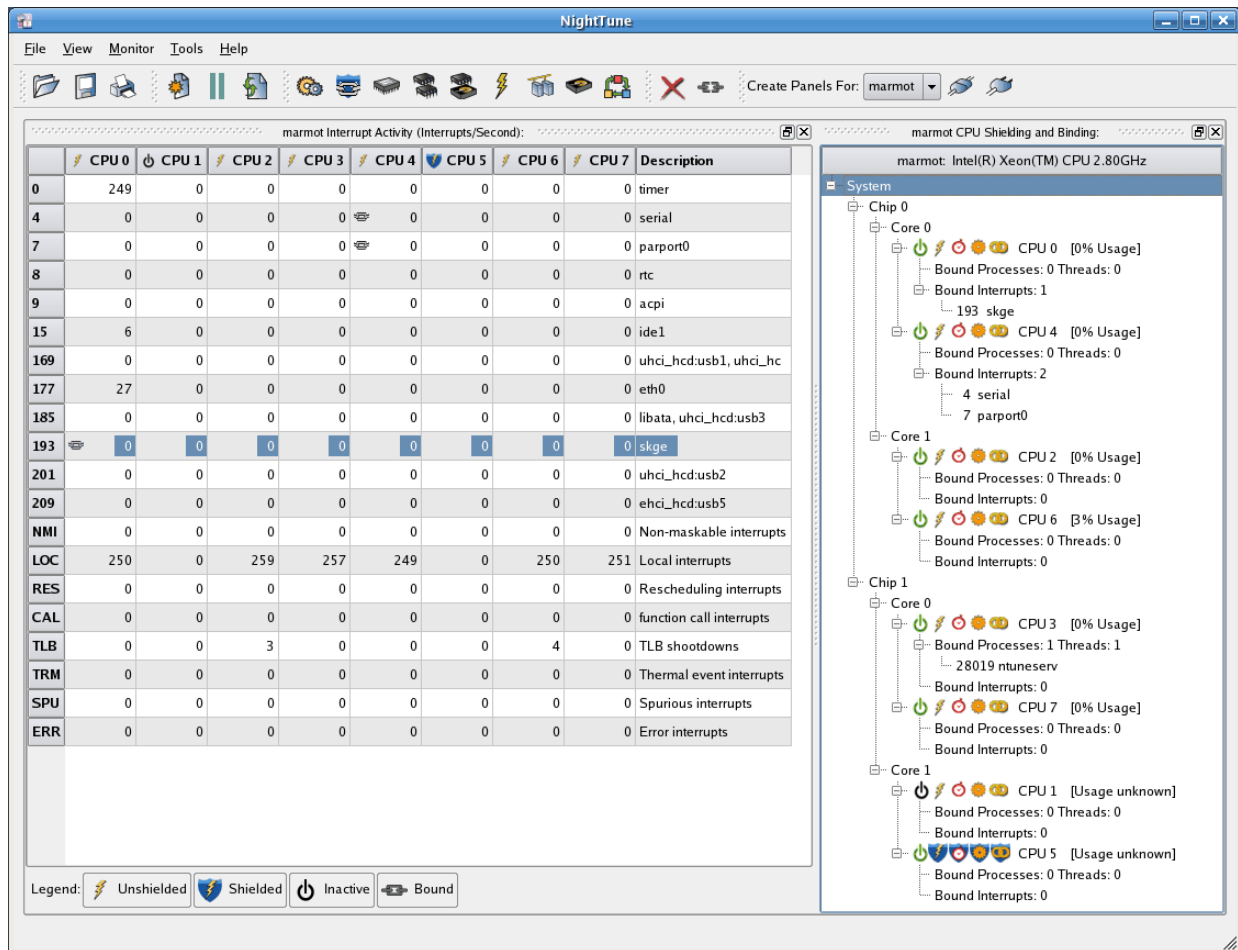 NightTune
File View Monitor Tools Help
Create Panels For: marmot
marmot Interrupt Activity (Interrupts/Second):
CPU 0 CPU 1 CPU 2 CPU 3 CPU 4 CPU 5 CPU 6 CPU 7 Description
0 249 0 0 0 0 0 0 0 timer
4 0 0 0 0 0 0 0 0 serial
7 0 0 0 0 0 0 0 0 parport0
8 0 0 0 0 0 0 0 0 rtc
9 0 0 0 0 0 0 0 0 acpi
15 6 0 0 0 0 0 0 0 ide1
169 0 0 0 0 0 0 0 0 uhci_hcd:usb1, uhci_hc
177 27 0 0 0 0 0 0 0 eth0
185 0 0 0 0 0 0 0 0 libata, uhci_hcd:usb3
193 0 0 0 0 0 0 0 0 skge
201 0 0 0 0 0 0 0 0 uhci_hcd:usb2
209 0 0 0 0 0 0 0 0 ehci_hcd:usb5
NMI 0 0 0 0 0 0 0 0 Non-maskable interrupts
LOC 250 0 259 257 249 0 250 251 Local interrupts
RES 0 0 0 0 0 0 0 0 Rescheduling interrupts
CAL 0 0 0 0 0 0 0 0 function call interrupts
TLB 0 0 3 0 0 0 4 0 TLB shootdowns
TRM 0 0 0 0 0 0 0 0 Thermal event interrupts
SPU 0 0 0 0 0 0 0 0 Spurious interrupts
ERR 0 0 0 0 0 0 0 0 Error interrupts
Legend: Unshielded Shielded Inactive Bound
marmot CPU Shielding and Binding:
marmot: Intel(R) Xeon(TM) CPU 2.80GHz
System
Chip 0
Core 0
CPU 0 [0% Usage]
Bound Processes: 0 Threads: 0
Bound Interrupts: 1
193 skge
CPU 4 [0% Usage]
Bound Processes: 0 Threads: 0
Bound Interrupts: 2
4 serial
7 parport0
Core 1
CPU 2 [0% Usage]
Bound Processes: 0 Threads: 0
Bound Interrupts: 0
CPU 6 [3% Usage]
Bound Processes: 0 Threads: 0
Bound Interrupts: 0
Chip 1
Core 0
CPU 3 [0% Usage]
Bound Processes: 1 Threads: 1
28019 ntuneserv
Bound Interrupts: 0
CPU 7 [0% Usage]
Bound Processes: 0 Threads: 0
Bound Interrupts: 0
Core 1
CPU 1 [Usage unknown]
Bound Processes: 0 Threads: 0
Bound Interrupts: 0
CPU 5 [Usage unknown]
Bound Processes: 0 Threads: 0
Bound Interrupts: 0